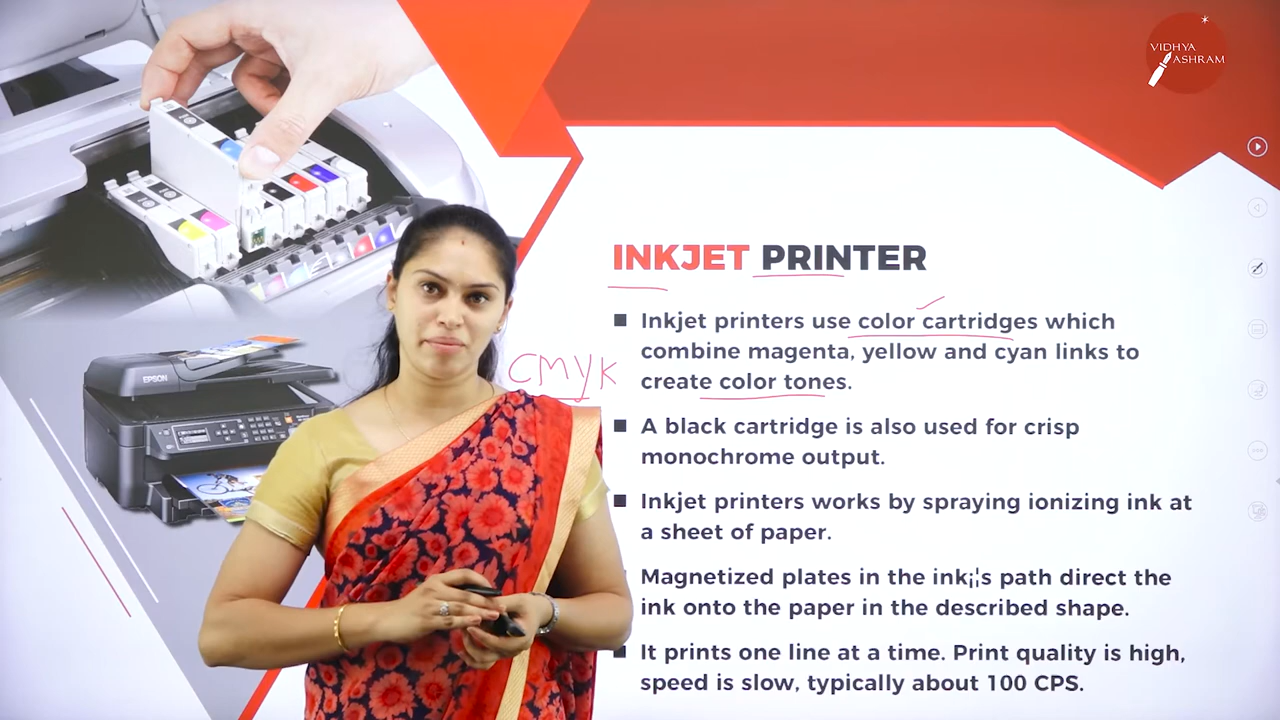 VIDHYA
ASHRAM
EPSON
INKJET PRINTER
CMYK
Inkjet printers use color cartridges which
combine magenta, yellow and cyan links to
create color tones.
A black cartridge is also used for crisp
monochrome output.
Inkjet printers works by spraying ionizing ink at
a sheet of paper.
Magnetized plates in the ink¡¦s path direct the
ink onto the paper in the described shape.
It prints one line at a time. Print quality is high,
speed is slow, typically about 100 CPS.